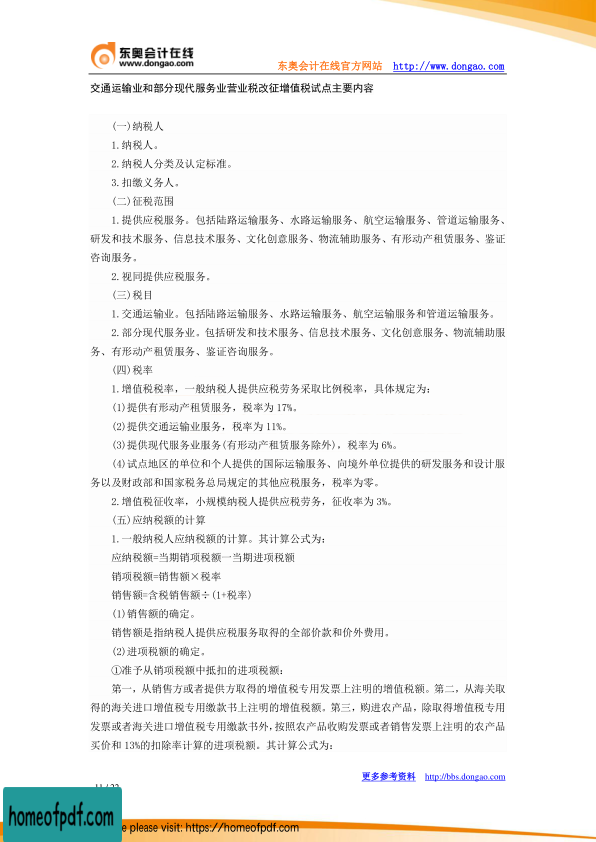 东奥会计在线
www.dongao.com
东奥会计在线官方网站 http://www.dongao.com
交通运输业和部分现代服务业营业税改征增值税试点主要内容
(一)纳税人
1.纳税人。
2.纳税人分类及认定标准。
3.扣缴义务人。
(二)征税范围
1.提供应税服务。包括陆路运输服务、水路运输服务、航空运输服务、管道运输服务、
研发和技术服务、信息技术服务、文化创意服务、物流辅助服务、有形动产租赁服务、鉴证
咨询服务。
2.视同提供应税服务。
(三)税目
1.交通运输业。包括陆路运输服务、水路运输服务、航空运输服务和管道运输服务。
2.部分现代服务业。包括研发和技术服务、信息技术服务、文化创意服务、物流辅助服
务、有形动产租赁服务、鉴证咨询服务。
(四)税率
1.增值税税率，一般纳税人提供应税劳务采取比例税率，具体规定为：
(1)提供有形动产租赁服务，税率为 17%。
(2)提供交通运输业服务，税率为 11%。
(3)提供现代服务业服务(有形动产租赁服务除外)，税率为 6%。
(4)试点地区的单位和个人提供的国际运输服务、向境外单位提供的研发服务和设计服
务以及财政部和国家税务总局规定的其他应税服务，税率为零。
2.增值税征收率，小规模纳税人提供应税劳务，征收率为 3%。
(五)应纳税额的计算
1.一般纳税人应纳税额的计算。其计算公式为：
应纳税额=当期销项税额一当期进项税额
销项税额=销售额×税率
销售额=含税销售额÷(1+税率)
(1)销售额的确定。
销售额是指纳税人提供应税服务取得的全部价款和价外费用。
(2)进项税额的确定。
①准予从销项税额中抵扣的进项税额：
第一，从销售方或者提供方取得的增值税专用发票上注明的增值税额。第二，从海关取
得的海关进口增值税专用缴款书上注明的增值税额。第三，购进农产品，除取得增值税专用
发票或者海关进口增值税专用缴款书外，按照农产品收购发票或者销售发票上注明的农产品
买价和 13%的扣除率计算的进项税额。其计算公式为：
更多参考资料 http://bbs.dongao.com
homeofpdf.com
e please visit: https://homeofpdf.com